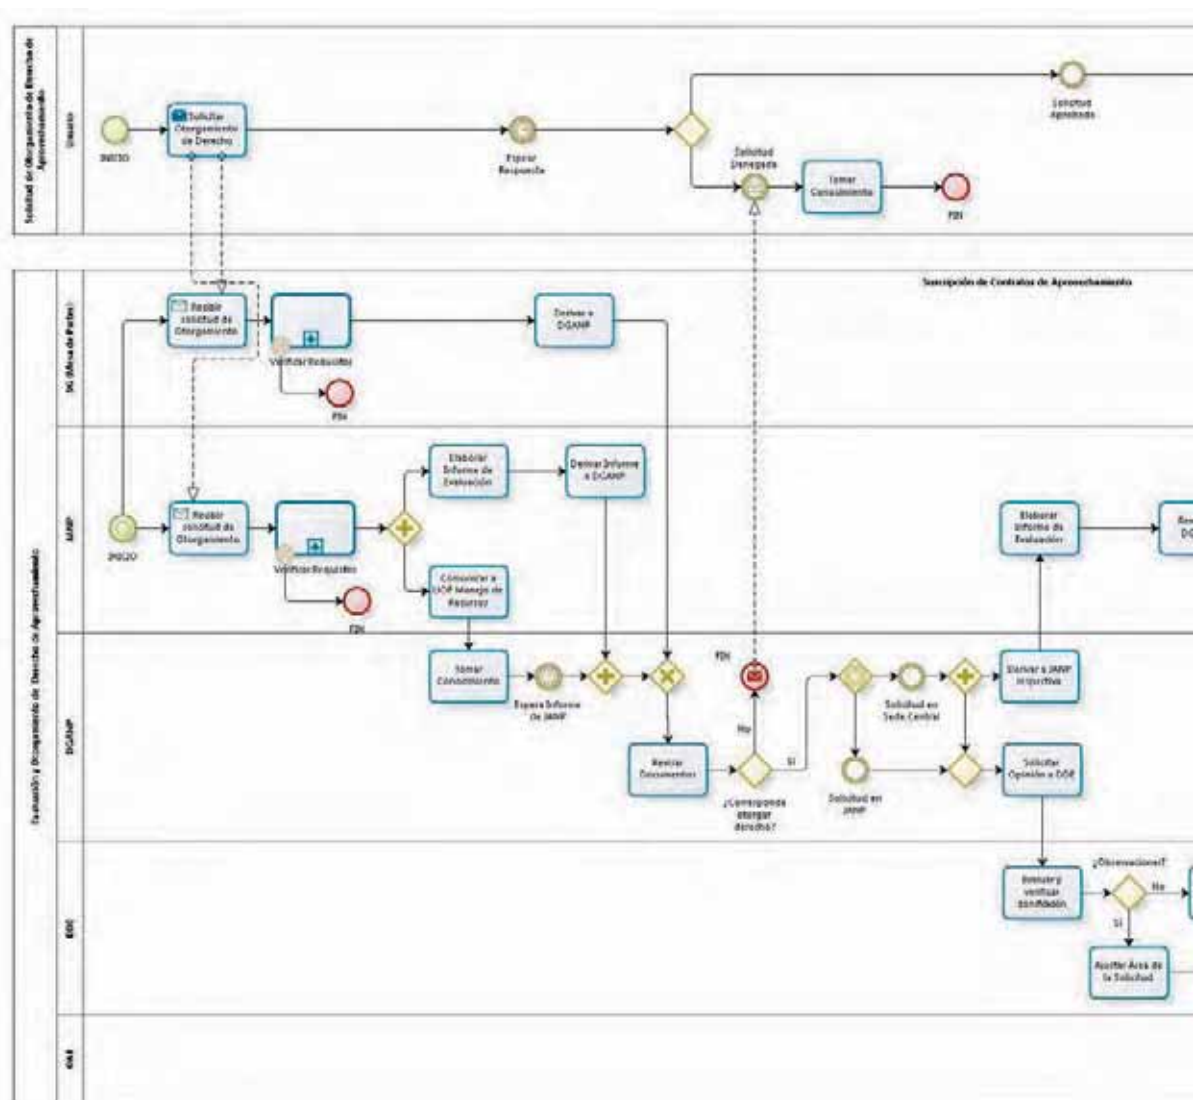 Solicitud de Otorgamiento de Derecho de
Aprovechamiento
Usuario
INICIO
Solicitar
Otorgamiento
de Derecho
Esperar
Respuesta
Solicitud
Denegada
Tomar
Conocimiento
FIN
Solicitud
Aprobada
Evaluación y Otorgamiento de Derecho de Aprovechamiento
SG (Mesa de Partes)
Suscripción de Contratos de Aprovechamiento
Recibir
solicitud de
Otorgamiento
Verificar Requisitos
FIN
Derivar a
DGANP
JANP
INICIO
Recibir
solicitud de
Otorgamiento
Verificar Requisitos
FIN
Elaborar
Informe de
Evaluación
Derivar Informe
a DGANP
Comunicar a
UOF Manejo de
Recursos
Elaborar
Informe de
Evaluación
DGANP
Tomar
Conocimiento
Espera Informe
de JANP
Revisar
Documentos
FIN
No
Si
¿Corresponde
otorgar
derecho?
Solicitud en
Sede Central
Solicitud en
JANP
Derivar a JANP
respectiva
Solicitar
Opinión a DDE
Evaluar y
verificar
zonificación
¿Observaciones?
No
Si
Ajustar Área de
la Solicitud